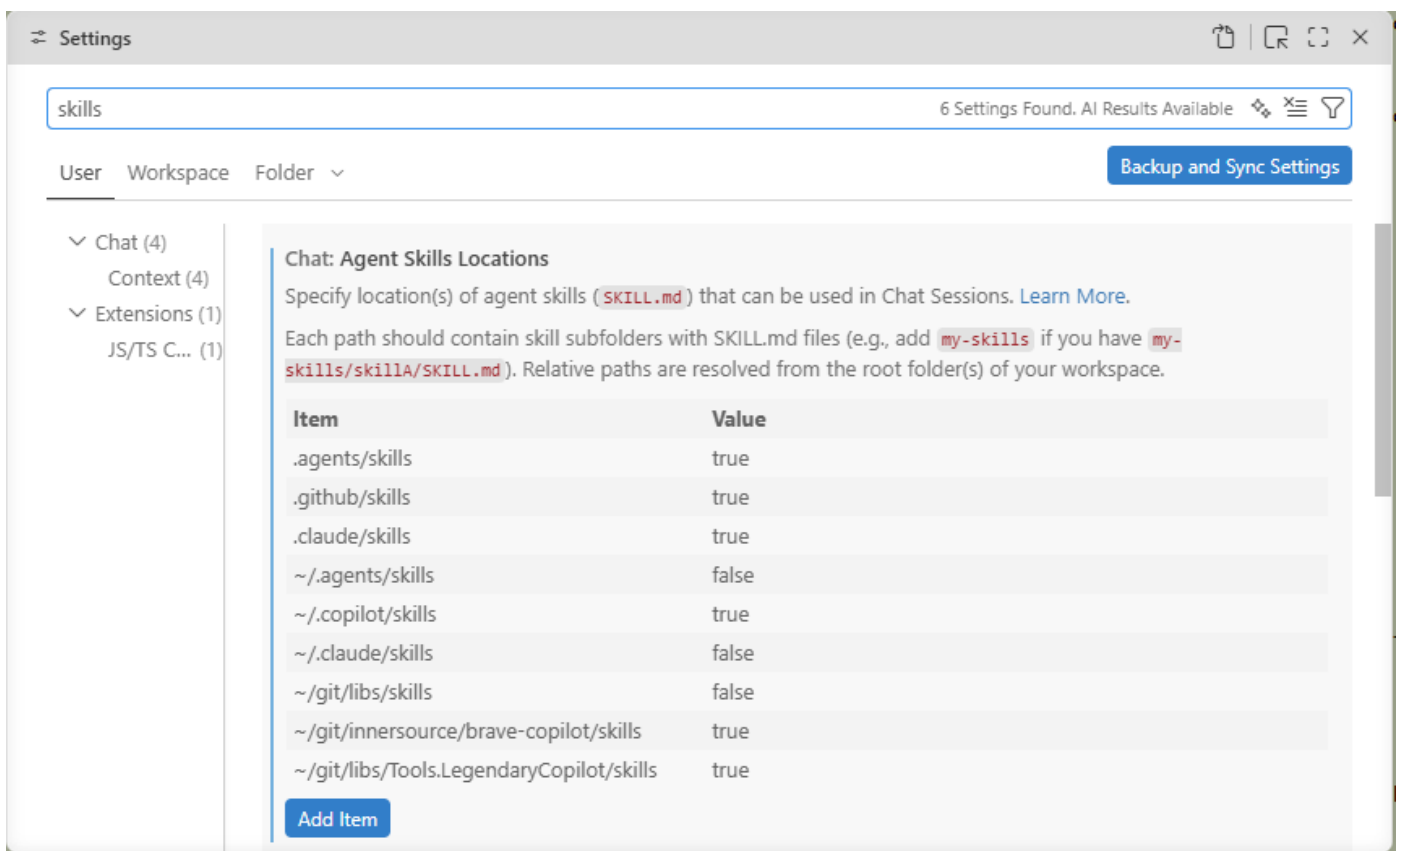 Settings
skills
6 Settings Found. AI Results Available
User Workspace Folder
Backup and Sync Settings
Chat (4)
Context (4)
Extensions (1)
JS/TS C... (1)
Chat: Agent Skills Locations
Specify location(s) of agent skills (SKILL.md) that can be used in Chat Sessions. Learn More.
Each path should contain skill subfolders with SKILL.md files (e.g., add my-skills if you have my-
skills/skillA/SKILL.md). Relative paths are resolved from the root folder(s) of your workspace.
Item Value
.agents/skills true
.github/skills true
.claude/skills true
~/.agents/skills false
~/.copilot/skills true
~/.claude/skills false
~/git/libs/skills false
~/git/innersource/brave-copilot/skills true
~/git/libs/Tools.LegendaryCopilot/skills true
Add Item